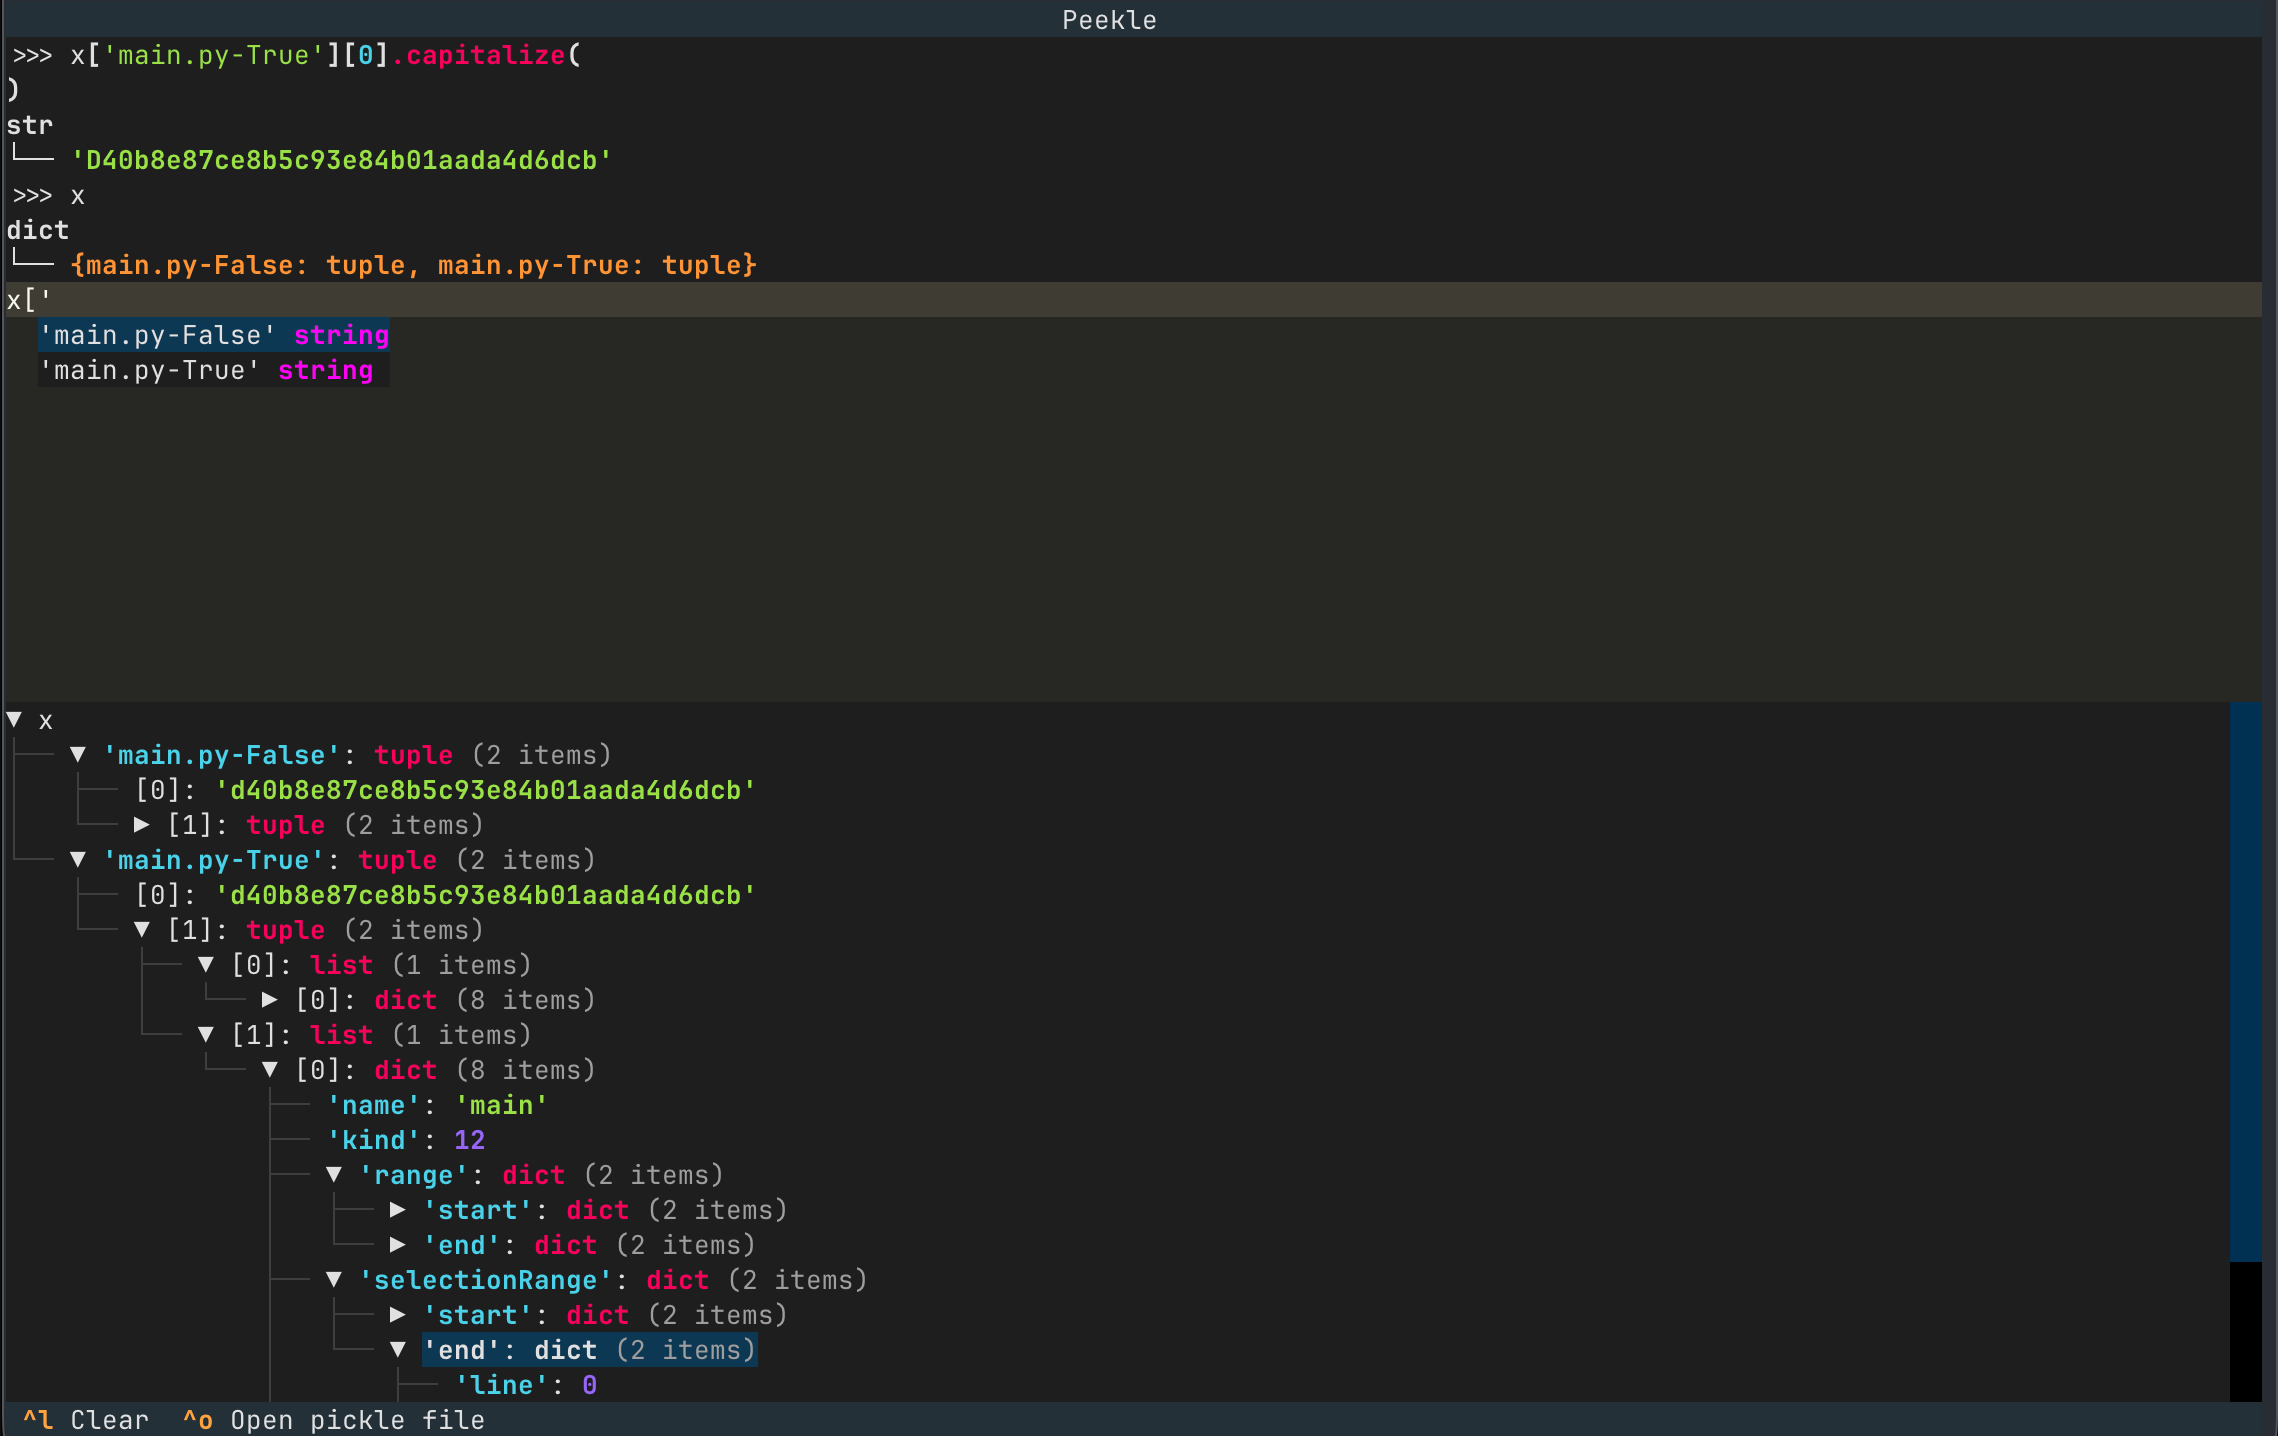 Peekle
>>> x['main.py-True'][0].capitalize(
)
str
└── 'D40b8e87ce8b5c93e84b01aada4d6dcb'
>>> x
dict
└── {main.py-False: tuple, main.py-True: tuple}
x['
'main.py-False' string
'main.py-True' string
▼ x
▼ 'main.py-False': tuple (2 items)
[0]: 'd40b8e87ce8b5c93e84b01aada4d6dcb'
▶ [1]: tuple (2 items)
▼ 'main.py-True': tuple (2 items)
[0]: 'd40b8e87ce8b5c93e84b01aada4d6dcb'
▼ [1]: tuple (2 items)
▼ [0]: list (1 items)
▶ [0]: dict (8 items)
▼ [1]: list (1 items)
▼ [0]: dict (8 items)
'name': 'main'
'kind': 12
▼ 'range': dict (2 items)
▶ 'start': dict (2 items)
▶ 'end': dict (2 items)
▼ 'selectionRange': dict (2 items)
▶ 'start': dict (2 items)
▼ 'end': dict (2 items)
'line': 0
^l Clear ^o Open pickle file